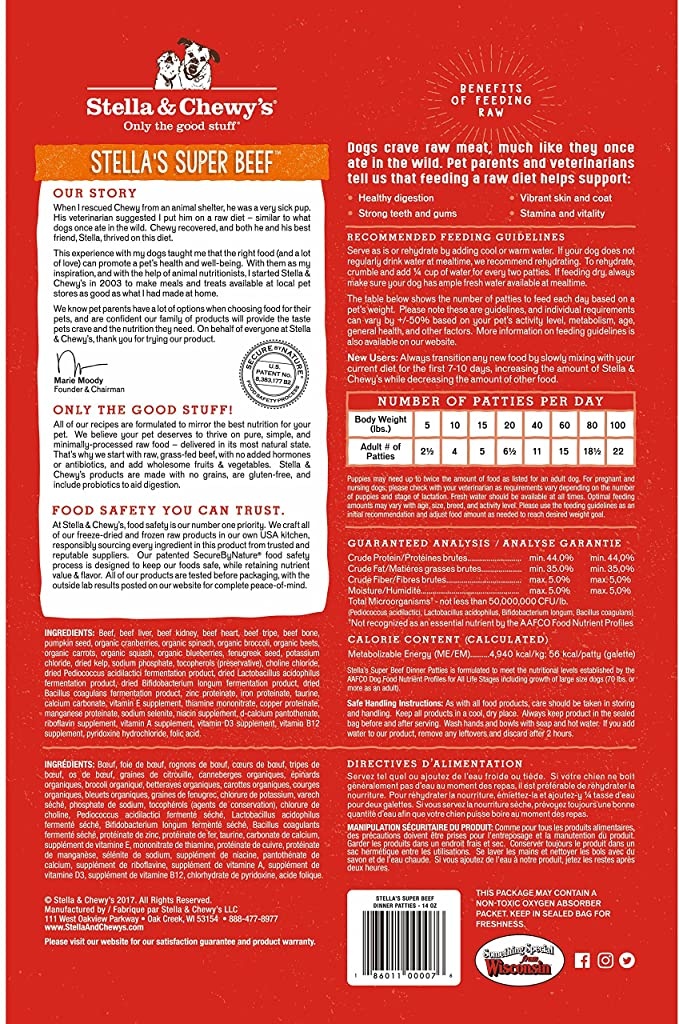 Stella & Chewy's®
Only the good stuff®
STELLA'S SUPER BEEF™
OUR STORY
When I rescued Chewy from an animal shelter, he was a very sick pup.
His veterinarian suggested I put him on a raw diet – similar to what
dogs once ate in the wild. Chewy recovered, and both he and his best
friend, Stella, thrived on this diet.
This experience with my dogs taught me that the right food (and a lot
of love) can promote a pet's health and well-being. With them as my
inspiration, and with the help of animal nutritionists, I started Stella &
Chewy's in 2003 to make meals and treats available at local pet
stores as good as what I had made at home.
We know pet parents have a lot of options when choosing food for their
pets, and are confident our family of products will provide the taste
pets crave and the nutrition they need. On behalf of everyone at Stella
& Chewy's, thank you for trying our product.
Marie Moody
Founder & Chairman
SECURE BY NATURE®
U.S.
PATENT No.
8,383,177 B2
FOOD SAFETY PROCESS
ONLY THE GOOD STUFF!
All of our recipes are formulated to mirror the best nutrition for your
pet. We believe your pet deserves to thrive on pure, simple, and
minimally-processed raw food – delivered in its most natural state.
That's why we start with raw, grass-fed beef, with no added hormones
or antibiotics, and add wholesome fruits & vegetables. Stella &
Chewy's products are made with no grains, are gluten-free, and
include probiotics to aid digestion.
FOOD SAFETY YOU CAN TRUST.
At Stella & Chewy's, food safety is our number one priority. We craft all
of our freeze-dried and frozen raw products in our own USA kitchen,
responsibly sourcing every ingredient in this product from trusted and
reputable suppliers. Our patented SecureByNature® food safety
process is designed to keep our foods safe, while retaining nutrient
value & flavor. All of our products are tested before packaging, with the
outside lab results posted on our website for complete peace-of-mind.
INGREDIENTS: Beef, beef liver, beef kidney, beef heart, beef tripe, beef bone,
pumpkin seed, organic cranberries, organic spinach, organic broccoli, organic beets,
organic carrots, organic squash, organic blueberries, fenugreek seed, potassium
chloride, dried kelp, sodium phosphate, tocopherols (preservative), choline chloride,
dried Pediococcus acidilactici fermentation product, dried Lactobacillus acidophilus
fermentation product, dried Bifidobacterium longum fermentation product, dried
Bacillus coagulans fermentation product, zinc proteinate, iron proteinate, taurine,
calcium carbonate, vitamin E supplement, thiamine mononitrate, copper proteinate,
manganese proteinate, sodium selenite, niacin supplement, d-calcium pantothenate,
riboflavin supplement, vitamin A supplement, vitamin D3 supplement, vitamin B12
supplement, pyridoxine hydrochloride, folic acid.
INGRÉDIENTS: Bœuf, foie de bœuf, rognons de bœuf, cœurs de bœuf, tripes de
bœuf, os de bœuf, graines de citrouille, canneberges organiques, épinards
organiques, brocoli organique, betteraves organiques, carottes organiques, courges
organiques, bleuets organiques, graines de fenugrec, chlorure de potassium, varech
séché, phosphate de sodium, tocophérols (agents de conservation), chlorure de
choline, Pediococcus acidilactici fermenté séché, Lactobacillus acidophilus
fermenté séché, Bifidobacterium longum fermenté séché, Bacillus coagulans
fermenté séché, protéinate de zinc, protéinate de fer, taurine, carbonate de calcium,
supplément de vitamine E, mononitrate de thiamine, protéinate de cuivre, protéinate
de manganèse, sélénite de sodium, supplément de niacine, pantothénate de
calcium, supplément de riboflavine, supplément de vitamine A, supplément de
vitamine D3, supplément de vitamine B12, chlorhydrate de pyridoxine, acide folique.
© Stella & Chewy's 2017. All Rights Reserved.
Manufactured by / Fabriqué par Stella & Chewy's LLC
111 West Oakview Parkway • Oak Creek, WI 53154 • 888-477-8977
www.StellaAndChewys.com
Please visit our website for our satisfaction guarantee and product warranty.
BENEFITS
OF FEEDING
RAW
Dogs crave raw meat, much like they once
ate in the wild. Pet parents and veterinarians
tell us that feeding a raw diet helps support:
• Healthy digestion • Vibrant skin and coat
• Strong teeth and gums • Stamina and vitality
RECOMMENDED FEEDING GUIDELINES
Serve as is or rehydrate by adding cool or warm water. If your dog does not
regularly drink water at mealtime, we recommend rehydrating. To rehydrate,
crumble and add ¼ cup of water for every two patties. If feeding dry, always
make sure your dog has ample fresh water available at mealtime.
The table below shows the number of patties to feed each day based on a
pet's weight. Please note these are guidelines, and individual requirements
can vary by +/-50% based on your pet's activity level, metabolism, age,
general health, and other factors. More information on feeding guidelines is
also available on our website.
New Users: Always transition any new food by slowly mixing with your
current diet for the first 7-10 days, increasing the amount of Stella &
Chewy's while decreasing the amount of other food.
NUMBER OF PATTIES PER DAY
Body Weight (lbs.) 5 10 15 20 40 60 80 100
Adult # of Patties 2½ 4 5 6½ 11 15 18½ 22
Puppies may need up to twice the amount of food as listed for an adult dog. For pregnant and
nursing dogs, please check with your veterinarian as requirements vary depending on the number
of puppies and stage of lactation. Fresh water should be available at all times. Optimal feeding
amounts may vary with age, size, breed, and activity level. Please use the feeding guidelines as an
initial recommendation and adjust food amount as needed to reach desired weight goal.
GUARANTEED ANALYSIS / ANALYSE GARANTIE
Crude Protein/Protéines brutes min. 44.0% min. 44,0%
Crude Fat/Matières grasses brutes min. 35.0% min. 35,0%
Crude Fiber/Fibres brutes max. 5.0% max. 5,0%
Moisture/Humidité max. 5.0% max. 5,0%
Total Microorganisms† - not less than 50,000,000 CFU/lb.
(Pediococcus acidilactici, Lactobacillus acidophilus, Bifidobacterium longum, Bacillus coagulans)
†Not recognized as an essential nutrient by the AAFCO Food Nutrient Profiles
CALORIE CONTENT (CALCULATED)
Metabolizable Energy (ME/EM) 4,940 kcal/kg; 56 kcal/patty (galette)
Stella's Super Beef Dinner Patties is formulated to meet the nutritional levels established by the
AAFCO Dog Food Nutrient Profiles for All Life Stages including growth of large size dogs (70 lbs. or
more as an adult).
Safe Handling Instructions: As with all food products, care should be taken in storing
and handling. Keep all products in a cool, dry place. Always keep product in the sealed
bag before and after serving. Wash hands and bowls with soap and hot water. If you add
water to our product, remove any leftovers and discard after 2 hours.
DIRECTIVES D'ALIMENTATION
Servez tel quel ou ajoutez de l'eau froide ou tiède. Si votre chien ne boit
généralement pas d'eau au moment des repas, il est préférable de réhydrater la
nourriture. Pour réhydrater la nourriture, émiettez-la et ajoutez-y ¼ tasse d'eau
pour deux galettes. Si vous servez la nourriture sèche, prévoyez toujours une bonne
quantité d'eau afin que votre chien puisse boire au moment des repas.
MANIPULATION SÉCURITAIRE DU PRODUIT: Comme pour tous les produits alimentaires,
des précautions doivent être prises pour l'entreposage et la manutention du produit.
Garder les produits dans un endroit frais et sec. Conserver toujours le produit dans un
sac hermétique entre les utilisations. Se laver les mains et nettoyer les bols avec du
savon et de l'eau chaude. Si vous ajoutez de l'eau à notre produit, jetez les restes après
deux heures.
STELLA'S SUPER BEEF
DINNER PATTIES - 14 OZ
1 86011 00007 6
THIS PACKAGE MAY CONTAIN A
NON-TOXIC OXYGEN ABSORBER
PACKET. KEEP IN SEALED BAG FOR
FRESHNESS.
Something Special
from
Wisconsin